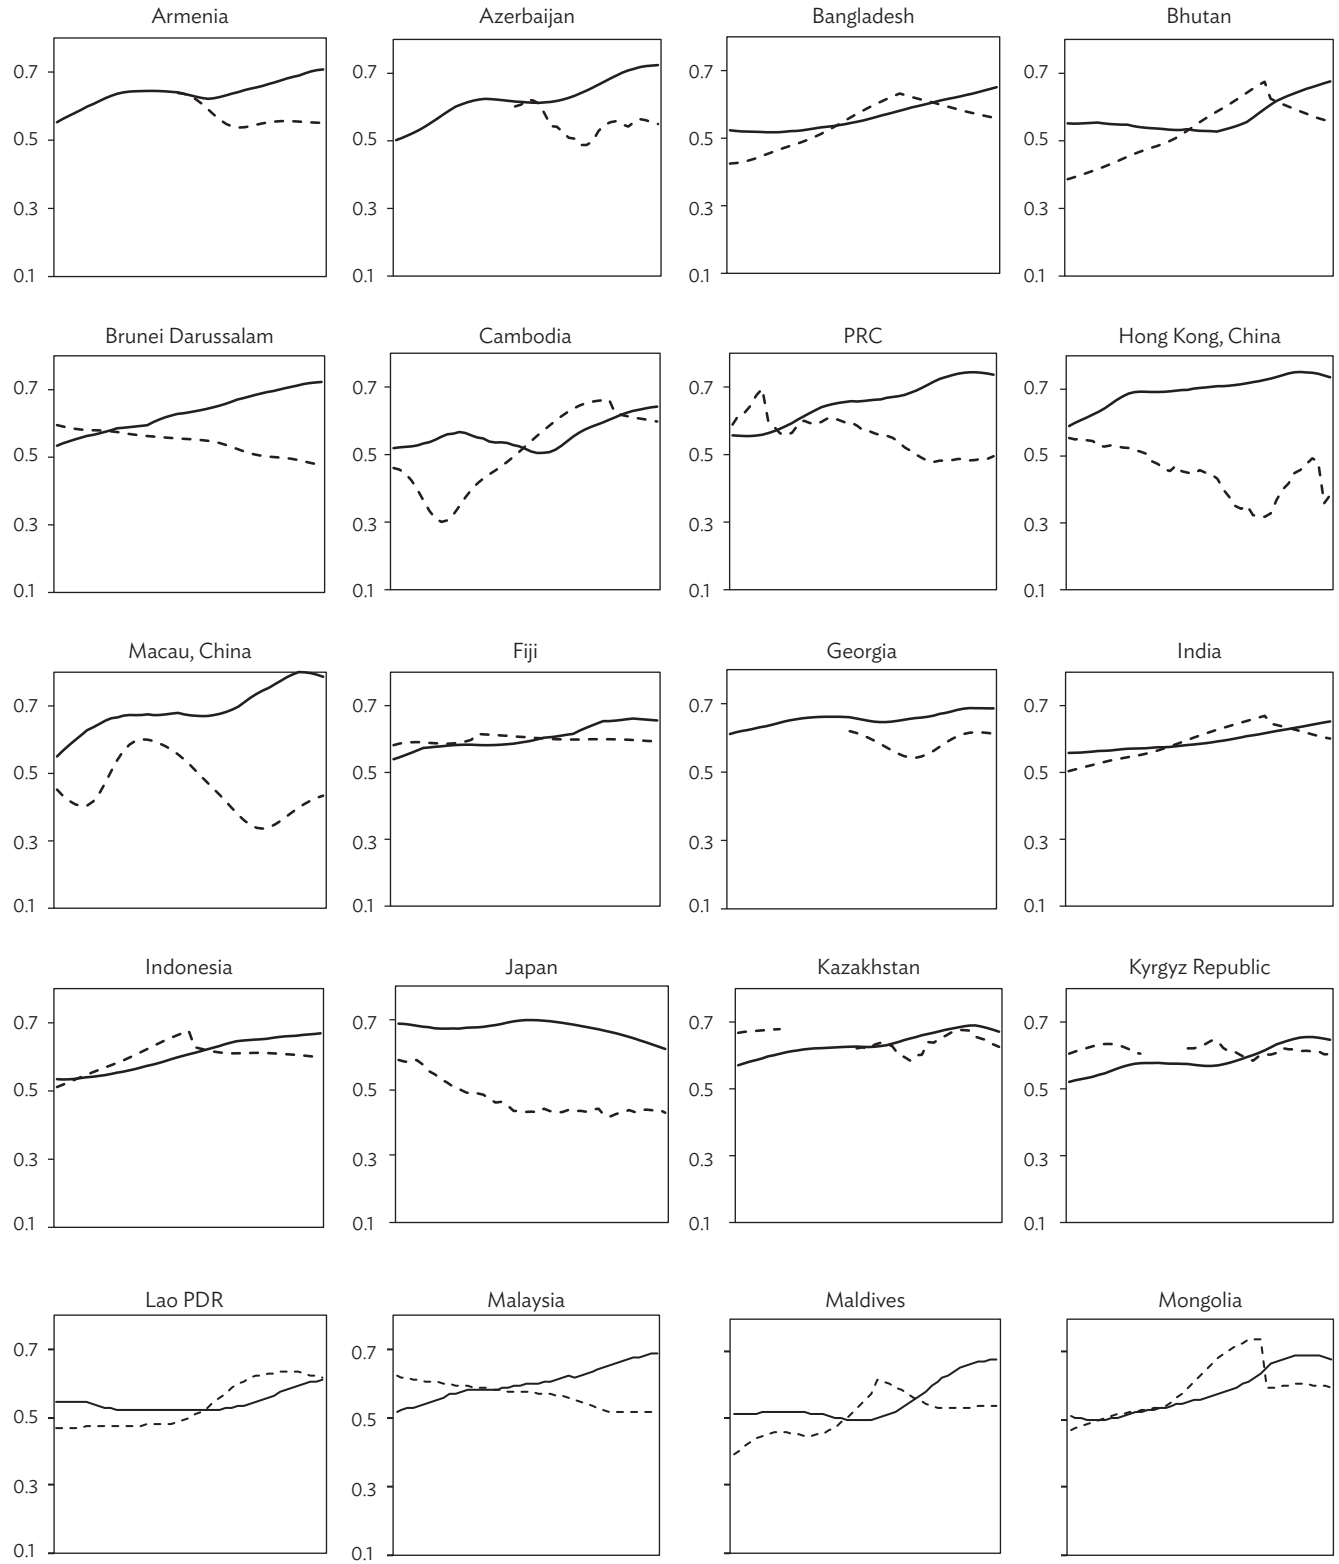 Armenia Azerbaijan Bangladesh Bhutan
0.7 0.7 0.7 0.7
0.5 0.5 0.5 0.5
0.3 0.3 0.3 0.3
0.1 0.1 0.1 0.1
Brunei Darussalam Cambodia PRC Hong Kong, China
0.7 0.7 0.7 0.7
0.5 0.5 0.5 0.5
0.3 0.3 0.3 0.3
0.1 0.1 0.1 0.1
Macau, China Fiji Georgia India
0.7 0.7 0.7 0.7
0.5 0.5 0.5 0.5
0.3 0.3 0.3 0.3
0.1 0.1 0.1 0.1
Indonesia Japan Kazakhstan Kyrgyz Republic
0.7 0.7 0.7 0.7
0.5 0.5 0.5 0.5
0.3 0.3 0.3 0.3
0.1 0.1 0.1 0.1
Lao PDR Malaysia Maldives Mongolia
0.7 0.7
0.5 0.5
0.3 0.3
0.1 0.1